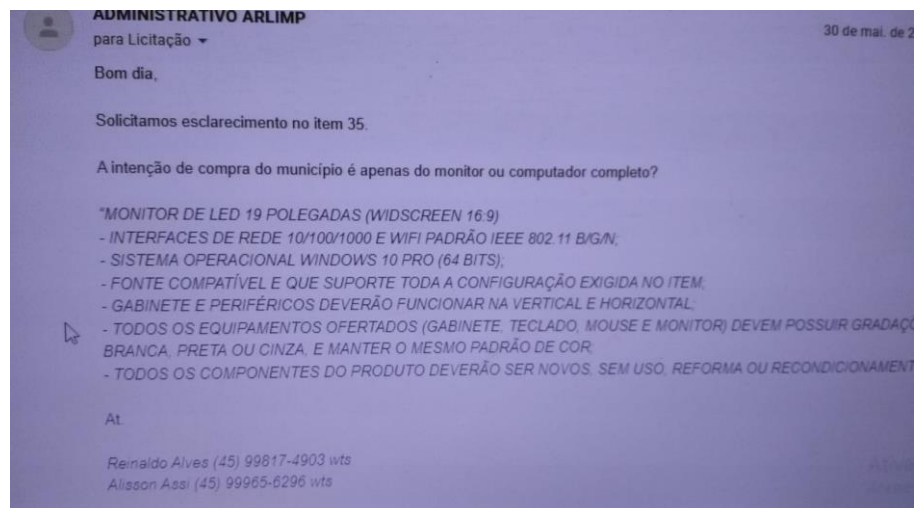 ADMINISTRATIVO ARLIMP
para Licitação
30 de mai. de 2
Bom dia,
Solicitamos esclarecimento no item 35.
A intenção de compra do município é apenas do monitor ou computador completo?
"MONITOR DE LED 19 POLEGADAS (WIDSCREEN 16:9)
- INTERFACES DE REDE 10/100/1000 E WIFI PADRÃO IEEE 802.11 B/G/N;
- SISTEMA OPERACIONAL WINDOWS 10 PRO (64 BITS);
- FONTE COMPATÍVEL E QUE SUPORTE TODA A CONFIGURAÇÃO EXIGIDA NO ITEM;
- GABINETE E PERIFÉRICOS DEVERÃO FUNCIONAR NA VERTICAL E HORIZONTAL;
- TODOS OS EQUIPAMENTOS OFERTADOS (GABINETE, TECLADO, MOUSE E MONITOR) DEVEM POSSUIR GRADAÇÕ
BRANCA, PRETA OU CINZA, E MANTER O MESMO PADRÃO DE COR;
- TODOS OS COMPONENTES DO PRODUTO DEVERÃO SER NOVOS, SEM USO, REFORMA OU RECONDICIONAMENT
At.
Reinaldo Alves (45) 99817-4903 wts
Alisson Assi (45) 99965-6296 wts